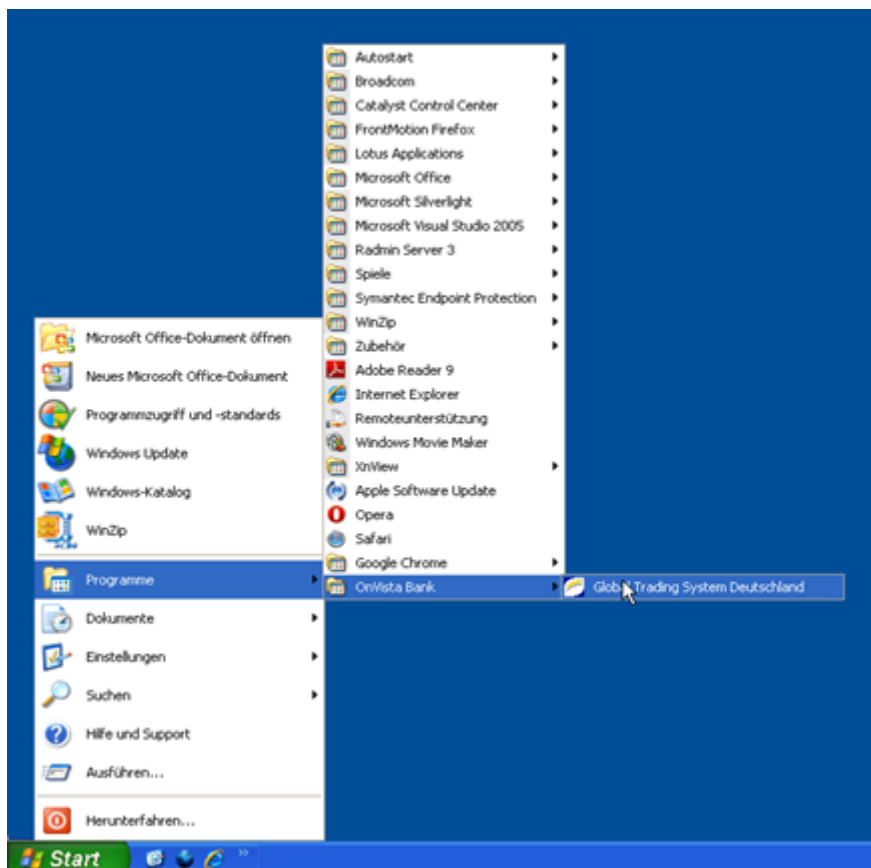 Autostart
Broadcom
Catalyst Control Center
FrontMotion Firefox
Lotus Applications
Microsoft Office
Microsoft Silverlight
Microsoft Visual Studio 2005
Radmin Server 3
Spiele
Symantec Endpoint Protection
WinZip
Zubehör
Adobe Reader 9
Internet Explorer
Remoteunterstützung
Windows Movie Maker
XnView
Apple Software Update
Opera
Safari
Google Chrome
OnVista Bank
Global Trading System Deutschland
Microsoft Office-Dokument öffnen
Neues Microsoft Office-Dokument
Programmzugriff und -standards
Windows Update
Windows-Katalog
WinZip
Programme
Dokumente
Einstellungen
Suchen
Hilfe und Support
Ausführen...
Herunterfahren...
Start